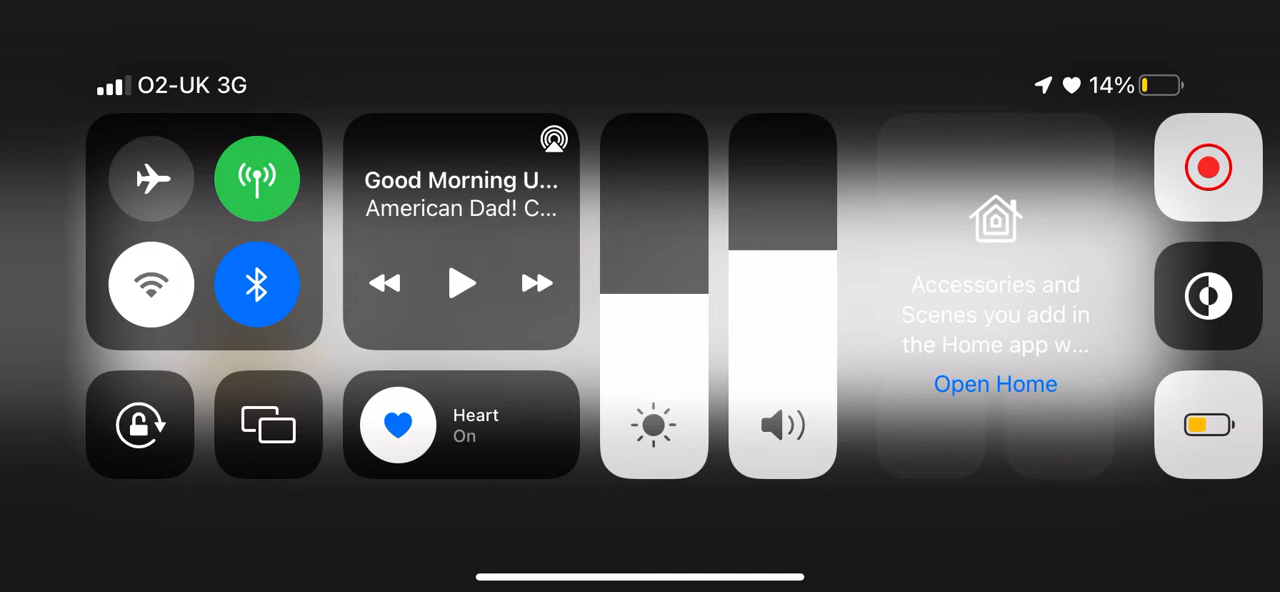 O2-UK 3G
14%
Good Morning U...
American Dad! C...
Heart
On
Accessories and
Scenes you add in
the Home app w...
Open Home